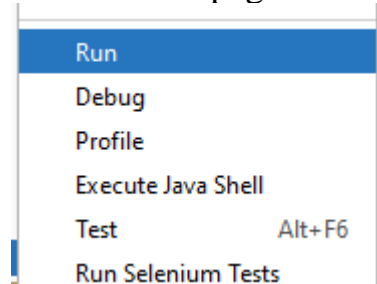 Run
Debug
Profile
Execute Java Shell
Test Alt+F6
Run Selenium Tests